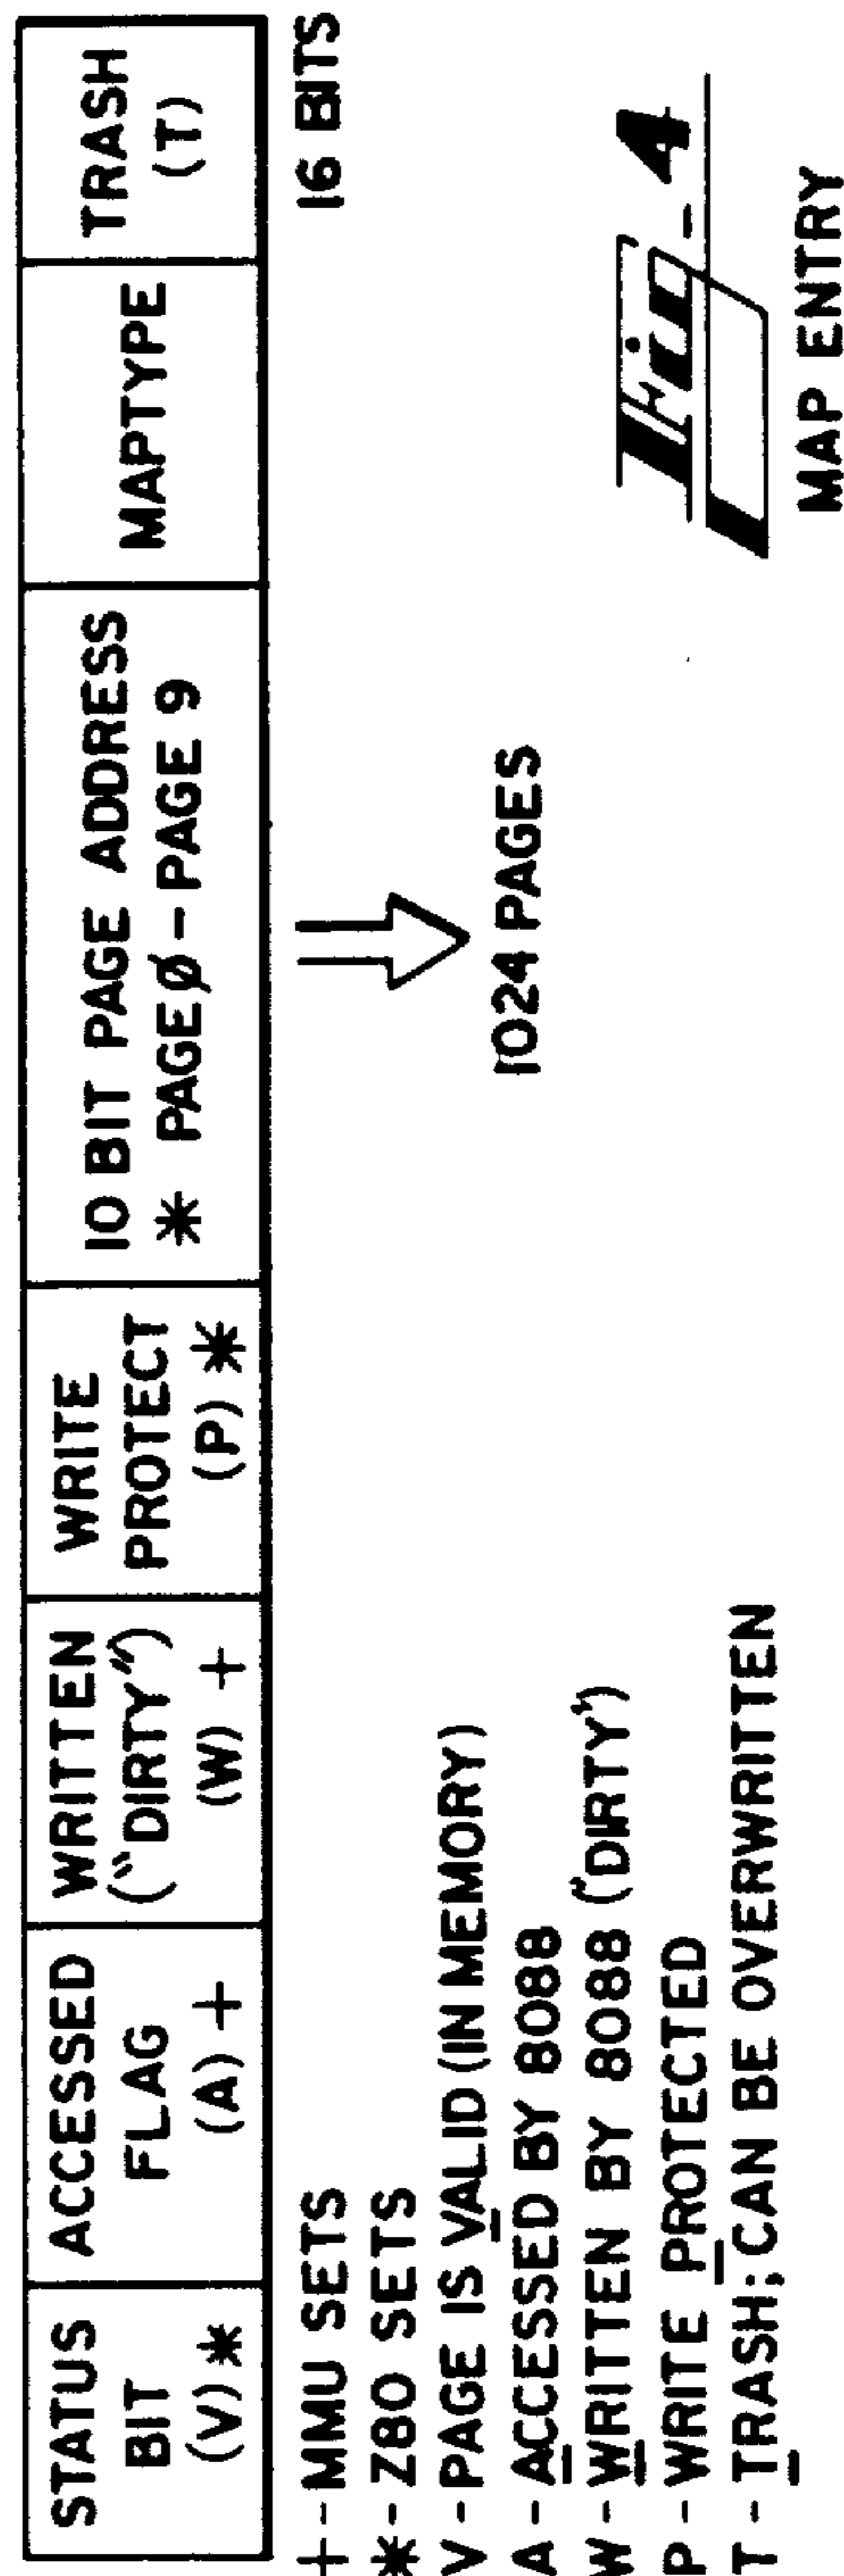 STATUS
BIT
(V)*
ACCESSED
FLAG
(A)+
WRITTEN
("DIRTY")
(W) +
WRITE
PROTECT
(P) *
10 BIT PAGE ADDRESS
* PAGE Ø - PAGE 9
MAPTYPE
TRASH
(T)
16 BITS
1024 PAGES
+ - MMU SETS
* - Z80 SETS
V - PAGE IS VALID (IN MEMORY)
A - ACCESSED BY 8088
W - WRITTEN BY 8088 ("DIRTY")
P - WRITE PROTECTED
T - TRASH; CAN BE OVERWRITTEN
Fig_4
MAP ENTRY